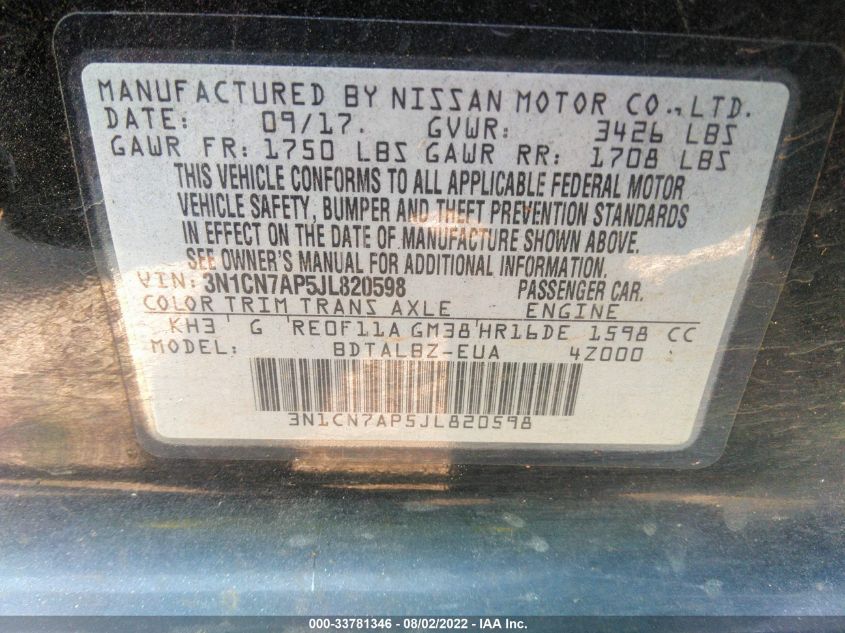 MANUFACTURED BY NISSAN MOTOR CO., LTD.
DATE: 09/17. GVWR: 3426 LBS
GAWR FR: 1750 LBS GAWR RR: 1708 LBS
THIS VEHICLE CONFORMS TO ALL APPLICABLE FEDERAL MOTOR
VEHICLE SAFETY, BUMPER AND THEFT PREVENTION STANDARDS
IN EFFECT ON THE DATE OF MANUFACTURE SHOWN ABOVE.
SEE OWNER'S MANUAL FOR ADDITIONAL INFORMATION.
VIN: 3N1CN7AP5JL820598 PASSENGER CAR.
COLOR TRIM TRANS AXLE ENGINE
KH3 G RE0F11A GM38 HR16DE 1598 CC
MODEL: BDTALBZ-EUA 4Z000
3N1CN7AP5JL820598
000-33781346 - 08/02/2022 - IAA Inc.